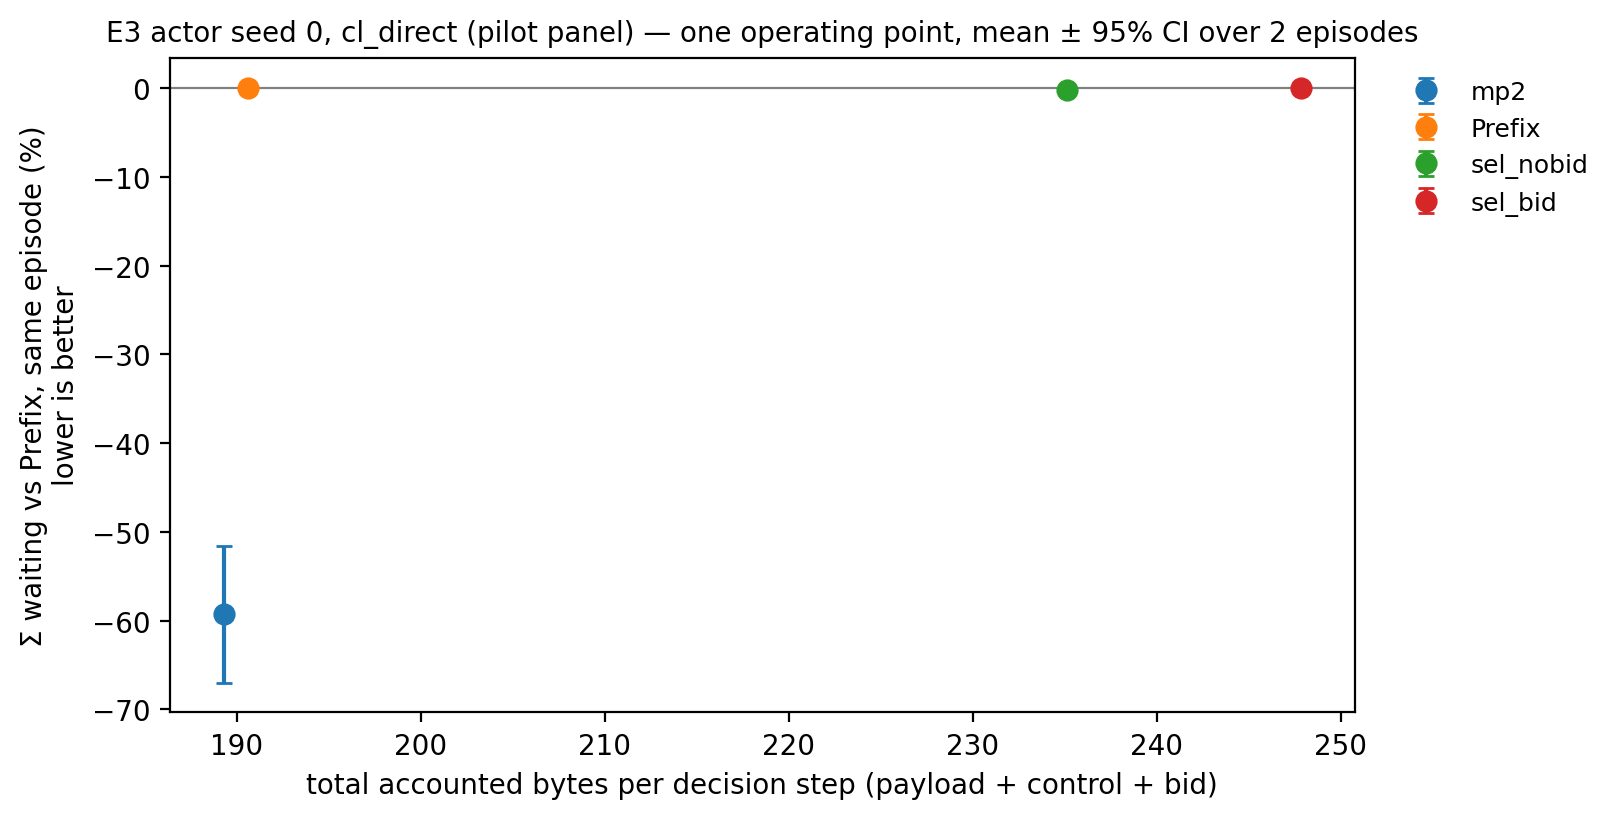 E3 actor seed 0, cl_direct (pilot panel) — one operating point, mean ± 95% CI over 2 episodes
Σ waiting vs Prefix, same episode (%)
lower is better
0
−10
−20
−30
−40
−50
−60
−70
190
200
210
220
230
240
250
total accounted bytes per decision step (payload + control + bid)
mp2
Prefix
sel_nobid
sel_bid